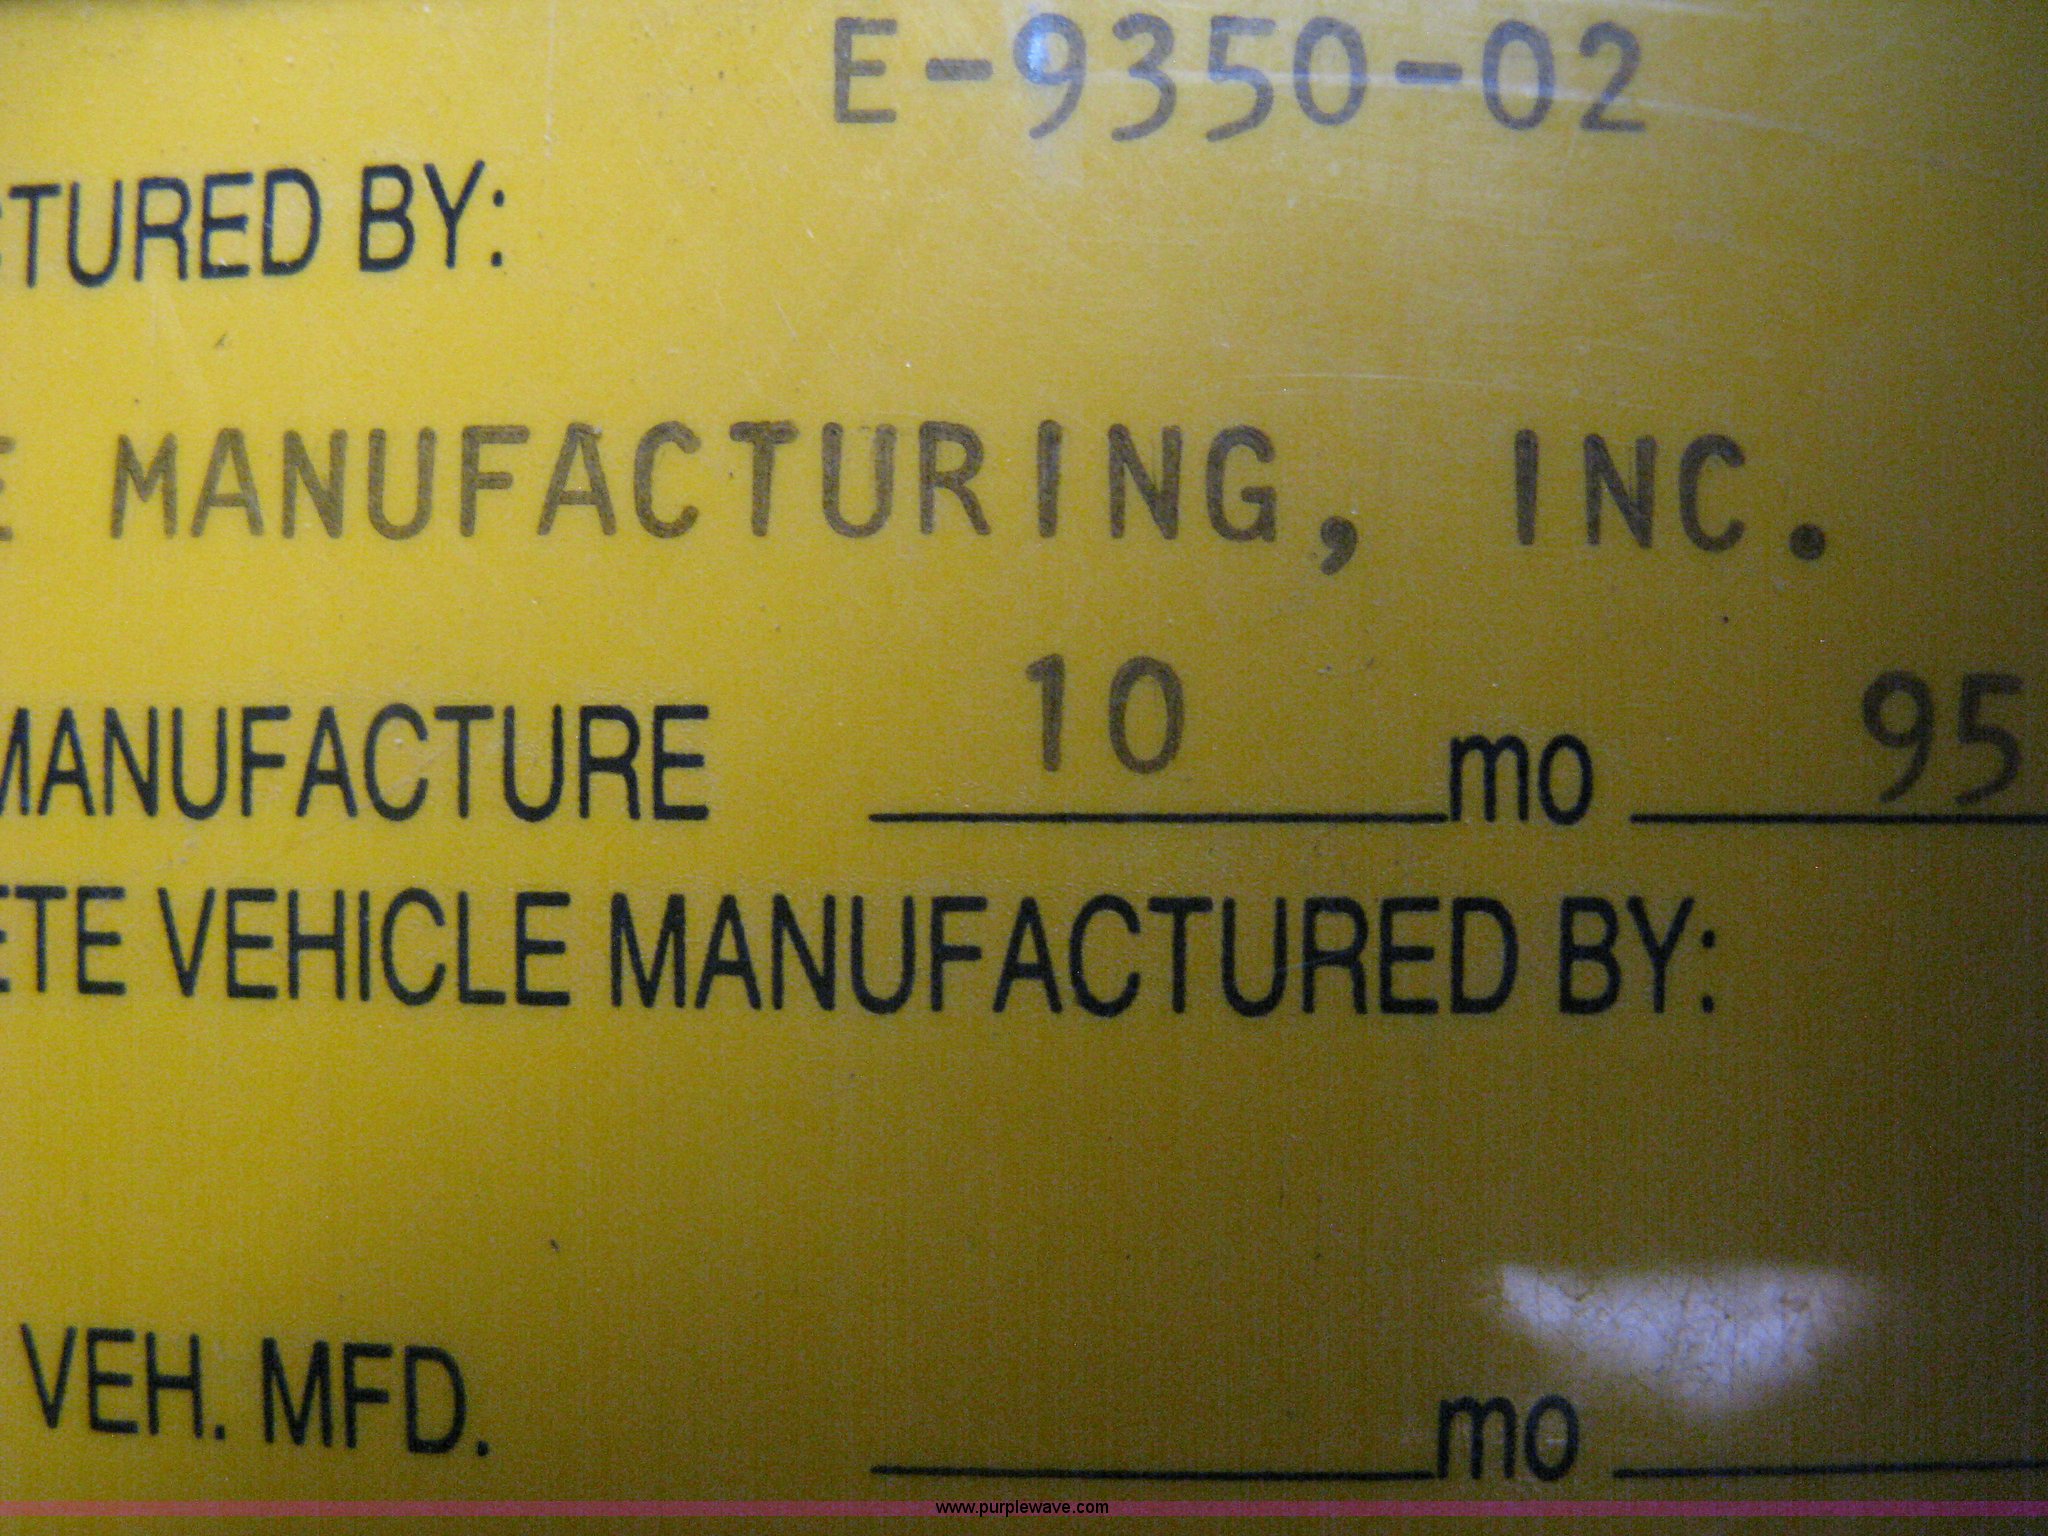 E-9350-02
CTURED BY:
E MANUFACTURING, INC.
MANUFACTURE 10 mo 95
ETE VEHICLE MANUFACTURED BY:
VEH. MFD. mo
www.purplewave.com